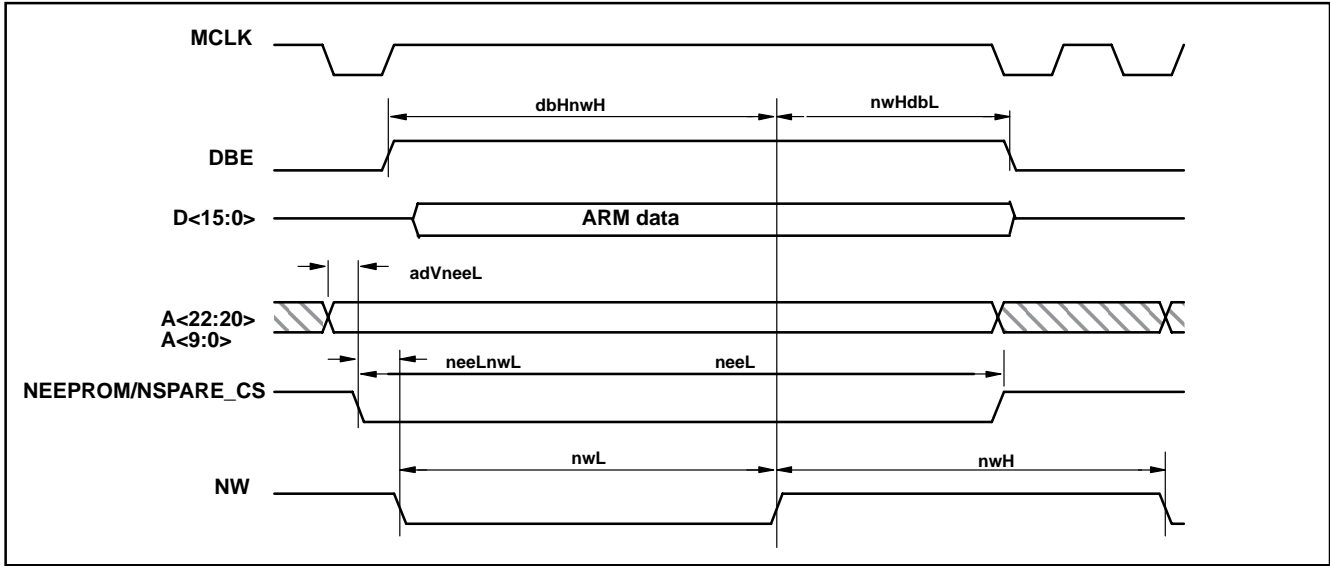 MCLK
dbHnwH
nwHdbL
DBE
D<15:0>
ARM data
adVneeL
A<22:20>
A<9:0>
neeLnwL
neeL
NEEPROM/NSPARE_CS
nwL
nwH
NW